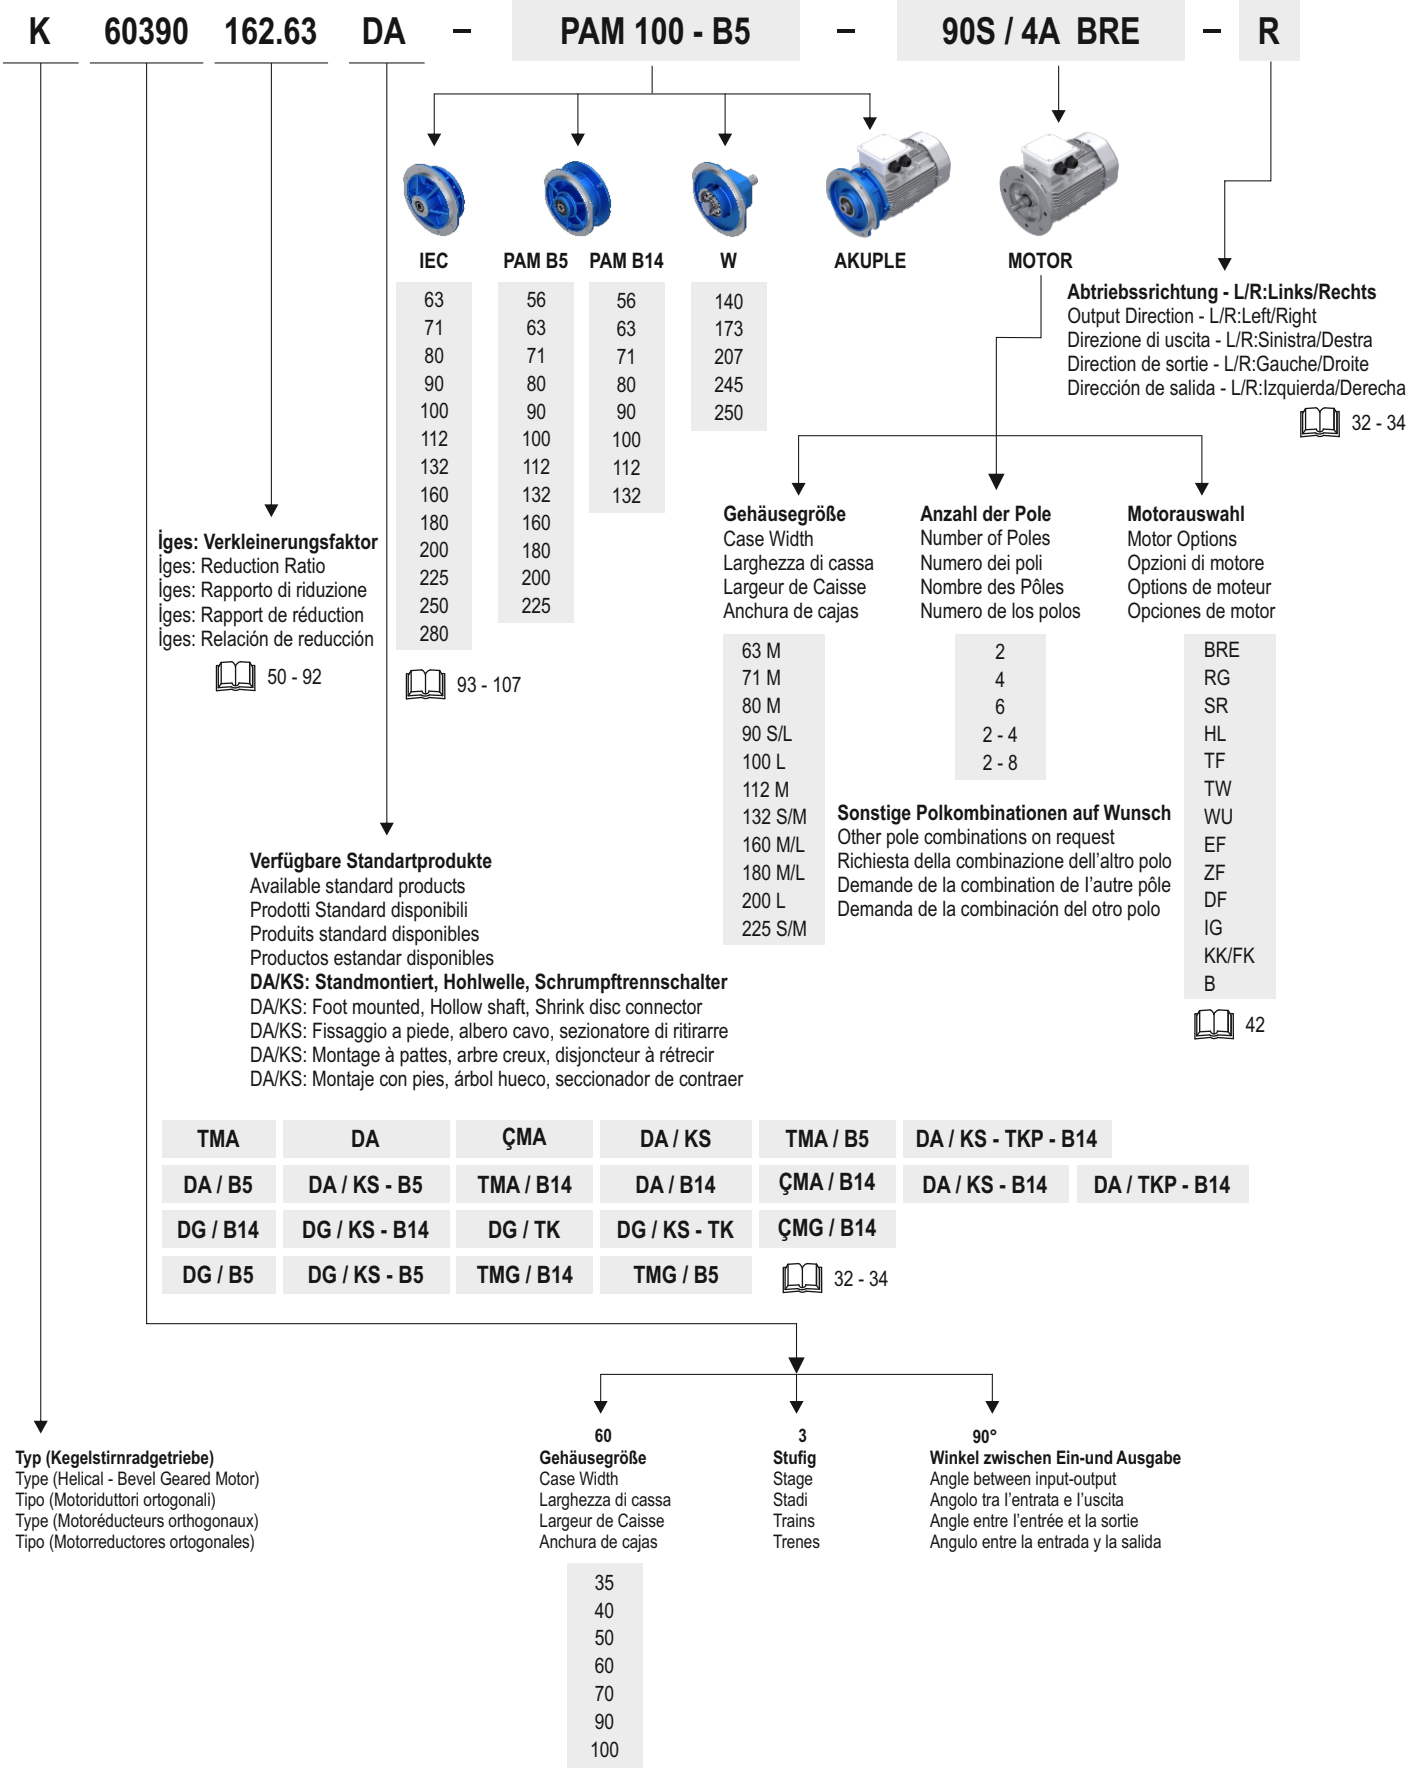 K 60390 162.63 DA – PAM 100 - B5 – 90S / 4A BRE – R
IEC
63
71
80
90
100
112
132
160
180
200
225
250
280
93 - 107
PAM B5
56
63
71
80
90
100
112
132
160
180
200
225
PAM B14
56
63
71
80
90
100
112
132
W
140
173
207
245
250
AKUPLE
MOTOR
Abtriebssrichtung - L/R:Links/Rechts
Output Direction - L/R:Left/Right
Direzione di uscita - L/R:Sinistra/Destra
Direction de sortie - L/R:Gauche/Droite
Dirección de salida - L/R:Izquierda/Derecha
32 - 34
İges: Verkleinerungsfaktor
İges: Reduction Ratio
İges: Rapporto di riduzione
İges: Rapport de réduction
İges: Relación de reducción
50 - 92
Gehäusegröße
Case Width
Larghezza di cassa
Largeur de Caisse
Anchura de cajas
63 M
71 M
80 M
90 S/L
100 L
112 M
132 S/M
160 M/L
180 M/L
200 L
225 S/M
Anzahl der Pole
Number of Poles
Numero dei poli
Nombre des Pôles
Numero de los polos
2
4
6
2 - 4
2 - 8
Sonstige Polkombinationen auf Wunsch
Other pole combinations on request
Richiesta della combinazione dell’altro polo
Demande de la combination de l’autre pôle
Demanda de la combinación del otro polo
Motorauswahl
Motor Options
Opzioni di motore
Options de moteur
Opciones de motor
BRE
RG
SR
HL
TF
TW
WU
EF
ZF
DF
IG
KK/FK
B
42
Verfügbare Standartprodukte
Available standard products
Prodotti Standard disponibili
Produits standard disponibles
Productos estandar disponibles
DA/KS: Standmontiert, Hohlwelle, Schrumpftrennschalter
DA/KS: Foot mounted, Hollow shaft, Shrink disc connector
DA/KS: Fissaggio a piede, albero cavo, sezionatore di ritirarre
DA/KS: Montage à pattes, arbre creux, disjoncteur à rétrecir
DA/KS: Montaje con pies, árbol hueco, seccionador de contraer
TMA DA ÇMA DA / KS TMA / B5 DA / KS - TKP - B14
DA / B5 DA / KS - B5 TMA / B14 DA / B14 ÇMA / B14 DA / KS - B14 DA / TKP - B14
DG / B14 DG / KS - B14 DG / TK DG / KS - TK ÇMG / B14
DG / B5 DG / KS - B5 TMG / B14 TMG / B5 32 - 34
Typ (Kegelstirnradgetriebe)
Type (Helical - Bevel Geared Motor)
Tipo (Motoriduttori ortogonali)
Type (Motoréducteurs orthogonaux)
Tipo (Motorreductores ortogonales)
60
Gehäusegröße
Case Width
Larghezza di cassa
Largeur de Caisse
Anchura de cajas
35
40
50
60
70
90
100
3
Stufig
Stage
Stadi
Trains
Trenes
90°
Winkel zwischen Ein-und Ausgabe
Angle between input-output
Angolo tra l’entrata e l’uscita
Angle entre l’entrée et la sortie
Angulo entre la entrada y la salida